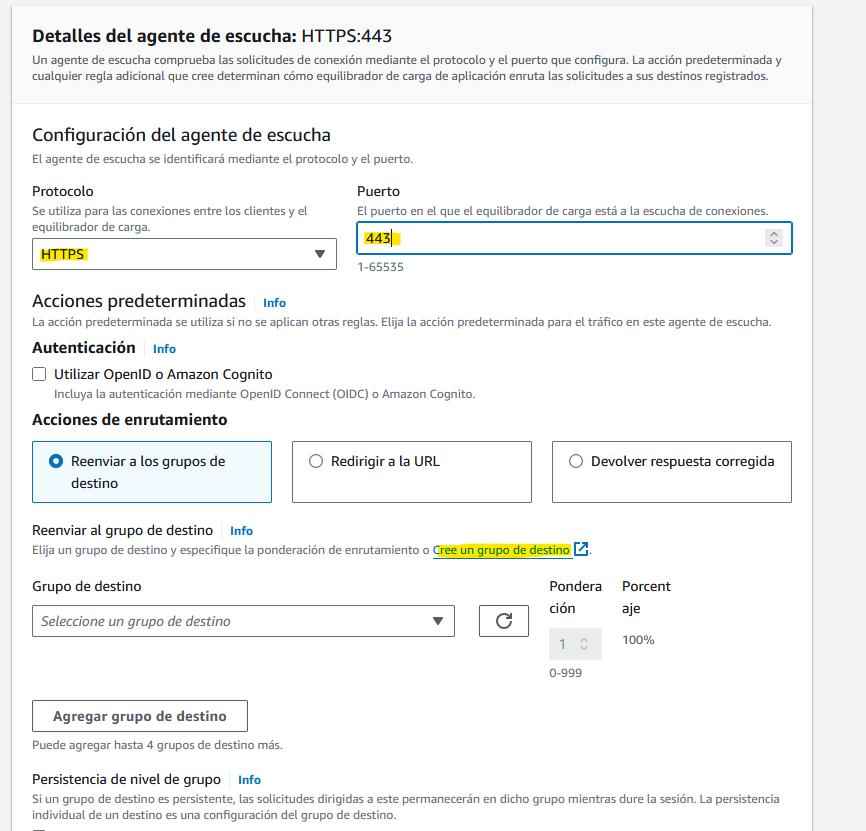 Detalles del agente de escucha: HTTPS:443
Un agente de escucha comprueba las solicitudes de conexión mediante el protocolo y el puerto que configura. La acción predeterminada y
cualquier regla adicional que cree determinan cómo equilibrador de carga de aplicación enruta las solicitudes a sus destinos registrados.
Configuración del agente de escucha
El agente de escucha se identificará mediante el protocolo y el puerto.
Protocolo
Se utiliza para las conexiones entre los clientes y el
equilibrador de carga.
HTTPS
Puerto
El puerto en el que el equilibrador de carga está a la escucha de conexiones.
443
1-65535
Acciones predeterminadas Info
La acción predeterminada se utiliza si no se aplican otras reglas. Elija la acción predeterminada para el tráfico en este agente de escucha.
Autenticación Info
Utilizar OpenID o Amazon Cognito
Incluya la autenticación mediante OpenID Connect (OIDC) o Amazon Cognito.
Acciones de enrutamiento
Reenviar a los grupos de
destino
Redirigir a la URL
Devolver respuesta corregida
Reenviar al grupo de destino Info
Elija un grupo de destino y especifique la ponderación de enrutamiento o Cree un grupo de destino.
Grupo de destino
Seleccione un grupo de destino
Pondera
ción
1
0-999
Porcent
aje
100%
Agregar grupo de destino
Puede agregar hasta 4 grupos de destino más.
Persistencia de nivel de grupo Info
Si un grupo de destino es persistente, las solicitudes dirigidas a este permanecerán en dicho grupo mientras dure la sesión. La persistencia
individual de un destino es una configuración del grupo de destino.